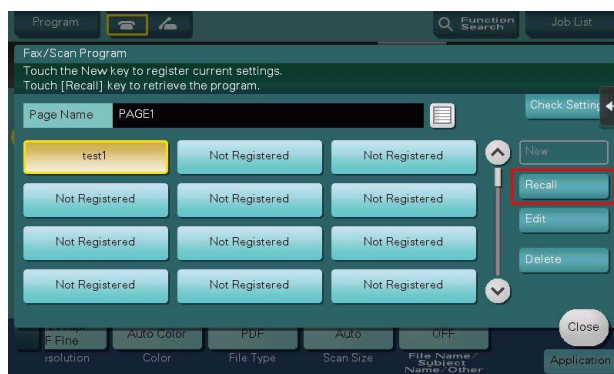 Program
Function
Search
Job List
Fax/Scan Program
Touch the New key to register current settings.
Touch [Recall] key to retrieve the program.
Page Name
PAGE1
Check Setting
test1
Not Registered
Not Registered
New
Not Registered
Not Registered
Not Registered
Recall
Not Registered
Not Registered
Not Registered
Edit
Not Registered
Not Registered
Not Registered
Delete
Close
F Fine
Auto Color
PDF
Auto
OFF
Color
File Type
Scan Size
File Name/
Subject
Name/Other
Application